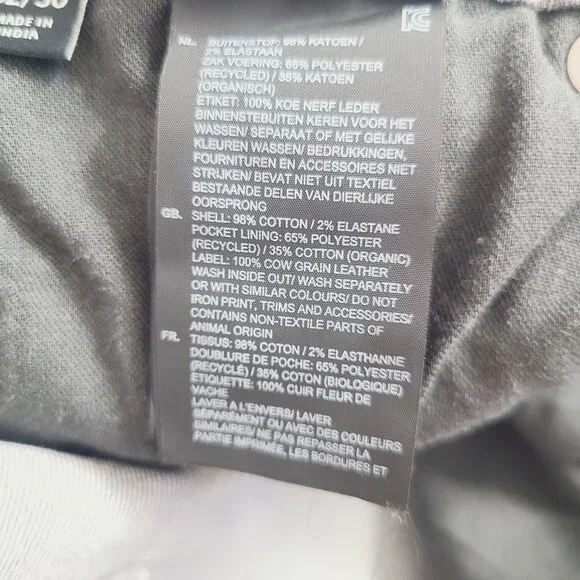 MADE IN
INDIA
NL. BUITENSTOF: 98% KATOEN /
2% ELASTAAN
ZAK VOERING: 65% POLYESTER
(RECYCLED) / 35% KATOEN
(ORGANISCH)
ETIKET: 100% KOE NERF LEDER
BINNENSTEBUITEN KEREN VOOR HET
WASSEN/ SEPARAAT OF MET GELIJKE
KLEUREN WASSEN/ BEDRUKKINGEN,
FOURNITUREN EN ACCESSOIRES NIET
STRIJKEN/ BEVAT NIET UIT TEXTIEL
BESTAANDE DELEN VAN DIERLIJKE
OORSPRONG
GB. SHELL: 98% COTTON / 2% ELASTANE
POCKET LINING: 65% POLYESTER
(RECYCLED) / 35% COTTON (ORGANIC)
LABEL: 100% COW GRAIN LEATHER
WASH INSIDE OUT/ WASH SEPARATELY
OR WITH SIMILAR COLOURS/ DO NOT
IRON PRINT, TRIMS AND ACCESSORIES/
CONTAINS NON-TEXTILE PARTS OF
ANIMAL ORIGIN
FR. TISSUS: 98% COTON / 2% ELASTHANNE
DOUBLURE DE POCHE: 65% POLYESTER
(RECYCLÉ) / 35% COTON (BIOLOGIQUE)
ÉTIQUETTE: 100% CUIR FLEUR DE
VACHE
LAVER À L'ENVERS/ LAVER
SÉPARÉMENT OU AVEC DES COULEURS
SIMILAIRES/ NE PAS REPASSER LA
PARTIE IMPRIMÉE, LES BORDURES ET